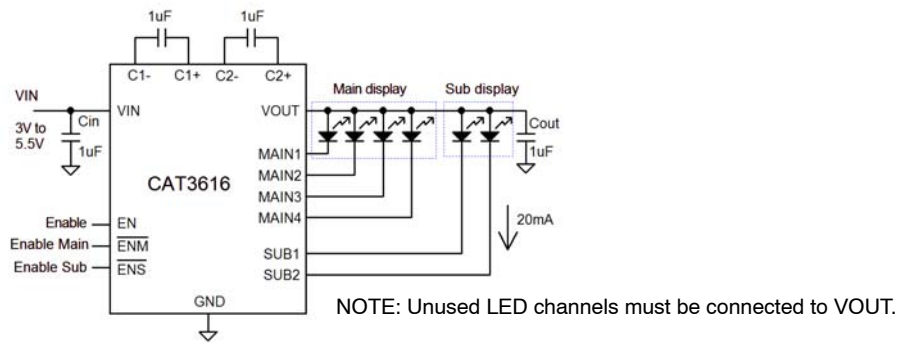 1uF 1uF
C1- C1+ C2- C2+
Main display Sub display
VIN
VIN VOUT
Cin Cout
3V to
5.5V
1uF 1uF
MAIN1
MAIN2
CAT3616
MAIN3
MAIN4
20mA
Enable EN
Enable Main ENM
Enable Sub ENS
SUB1
SUB2
GND
NOTE: Unused LED channels must be connected to VOUT.